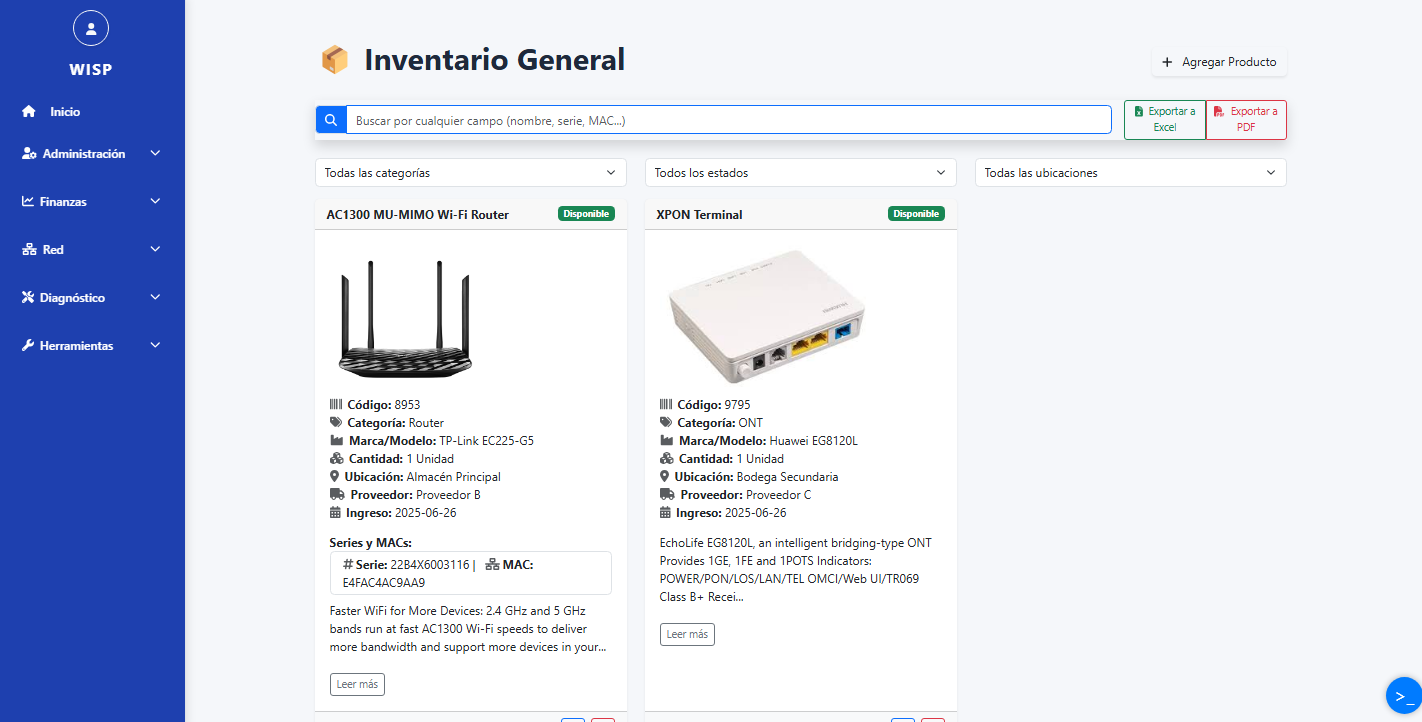 WISP
Inicio
Administración
Finanzas
Red
Diagnóstico
Herramientas
Inventario General
+ Agregar Producto
Buscar por cualquier campo (nombre, serie, MAC...)
Exportar a
Excel
Exportar a
PDF
Todas las categorías
Todos los estados
Todas las ubicaciones
AC1300 MU-MIMO Wi-Fi Router
Disponible
Código: 8953
Categoría: Router
Marca/Modelo: TP-Link EC225-G5
Cantidad: 1 Unidad
Ubicación: Almacén Principal
Proveedor: Proveedor B
Ingreso: 2025-06-26
Series y MACs:
# Serie: 22B4X6003116 | MAC:
E4FAC4AC9AA9
Faster WiFi for More Devices: 2.4 GHz and 5 GHz
bands run at fast AC1300 Wi-Fi speeds to deliver
more bandwidth and support more devices in your...
Leer más
XPON Terminal
Disponible
Código: 9795
Categoría: ONT
Marca/Modelo: Huawei EG8120L
Cantidad: 1 Unidad
Ubicación: Bodega Secundaria
Proveedor: Proveedor C
Ingreso: 2025-06-26
EchoLife EG8120L, an intelligent bridging-type ONT
Provides 1GE, 1FE and 1POTS Indicators:
POWER/PON/LOS/LAN/TEL OMCI/Web UI/TR069
Class B+ Recei...
Leer más
>_